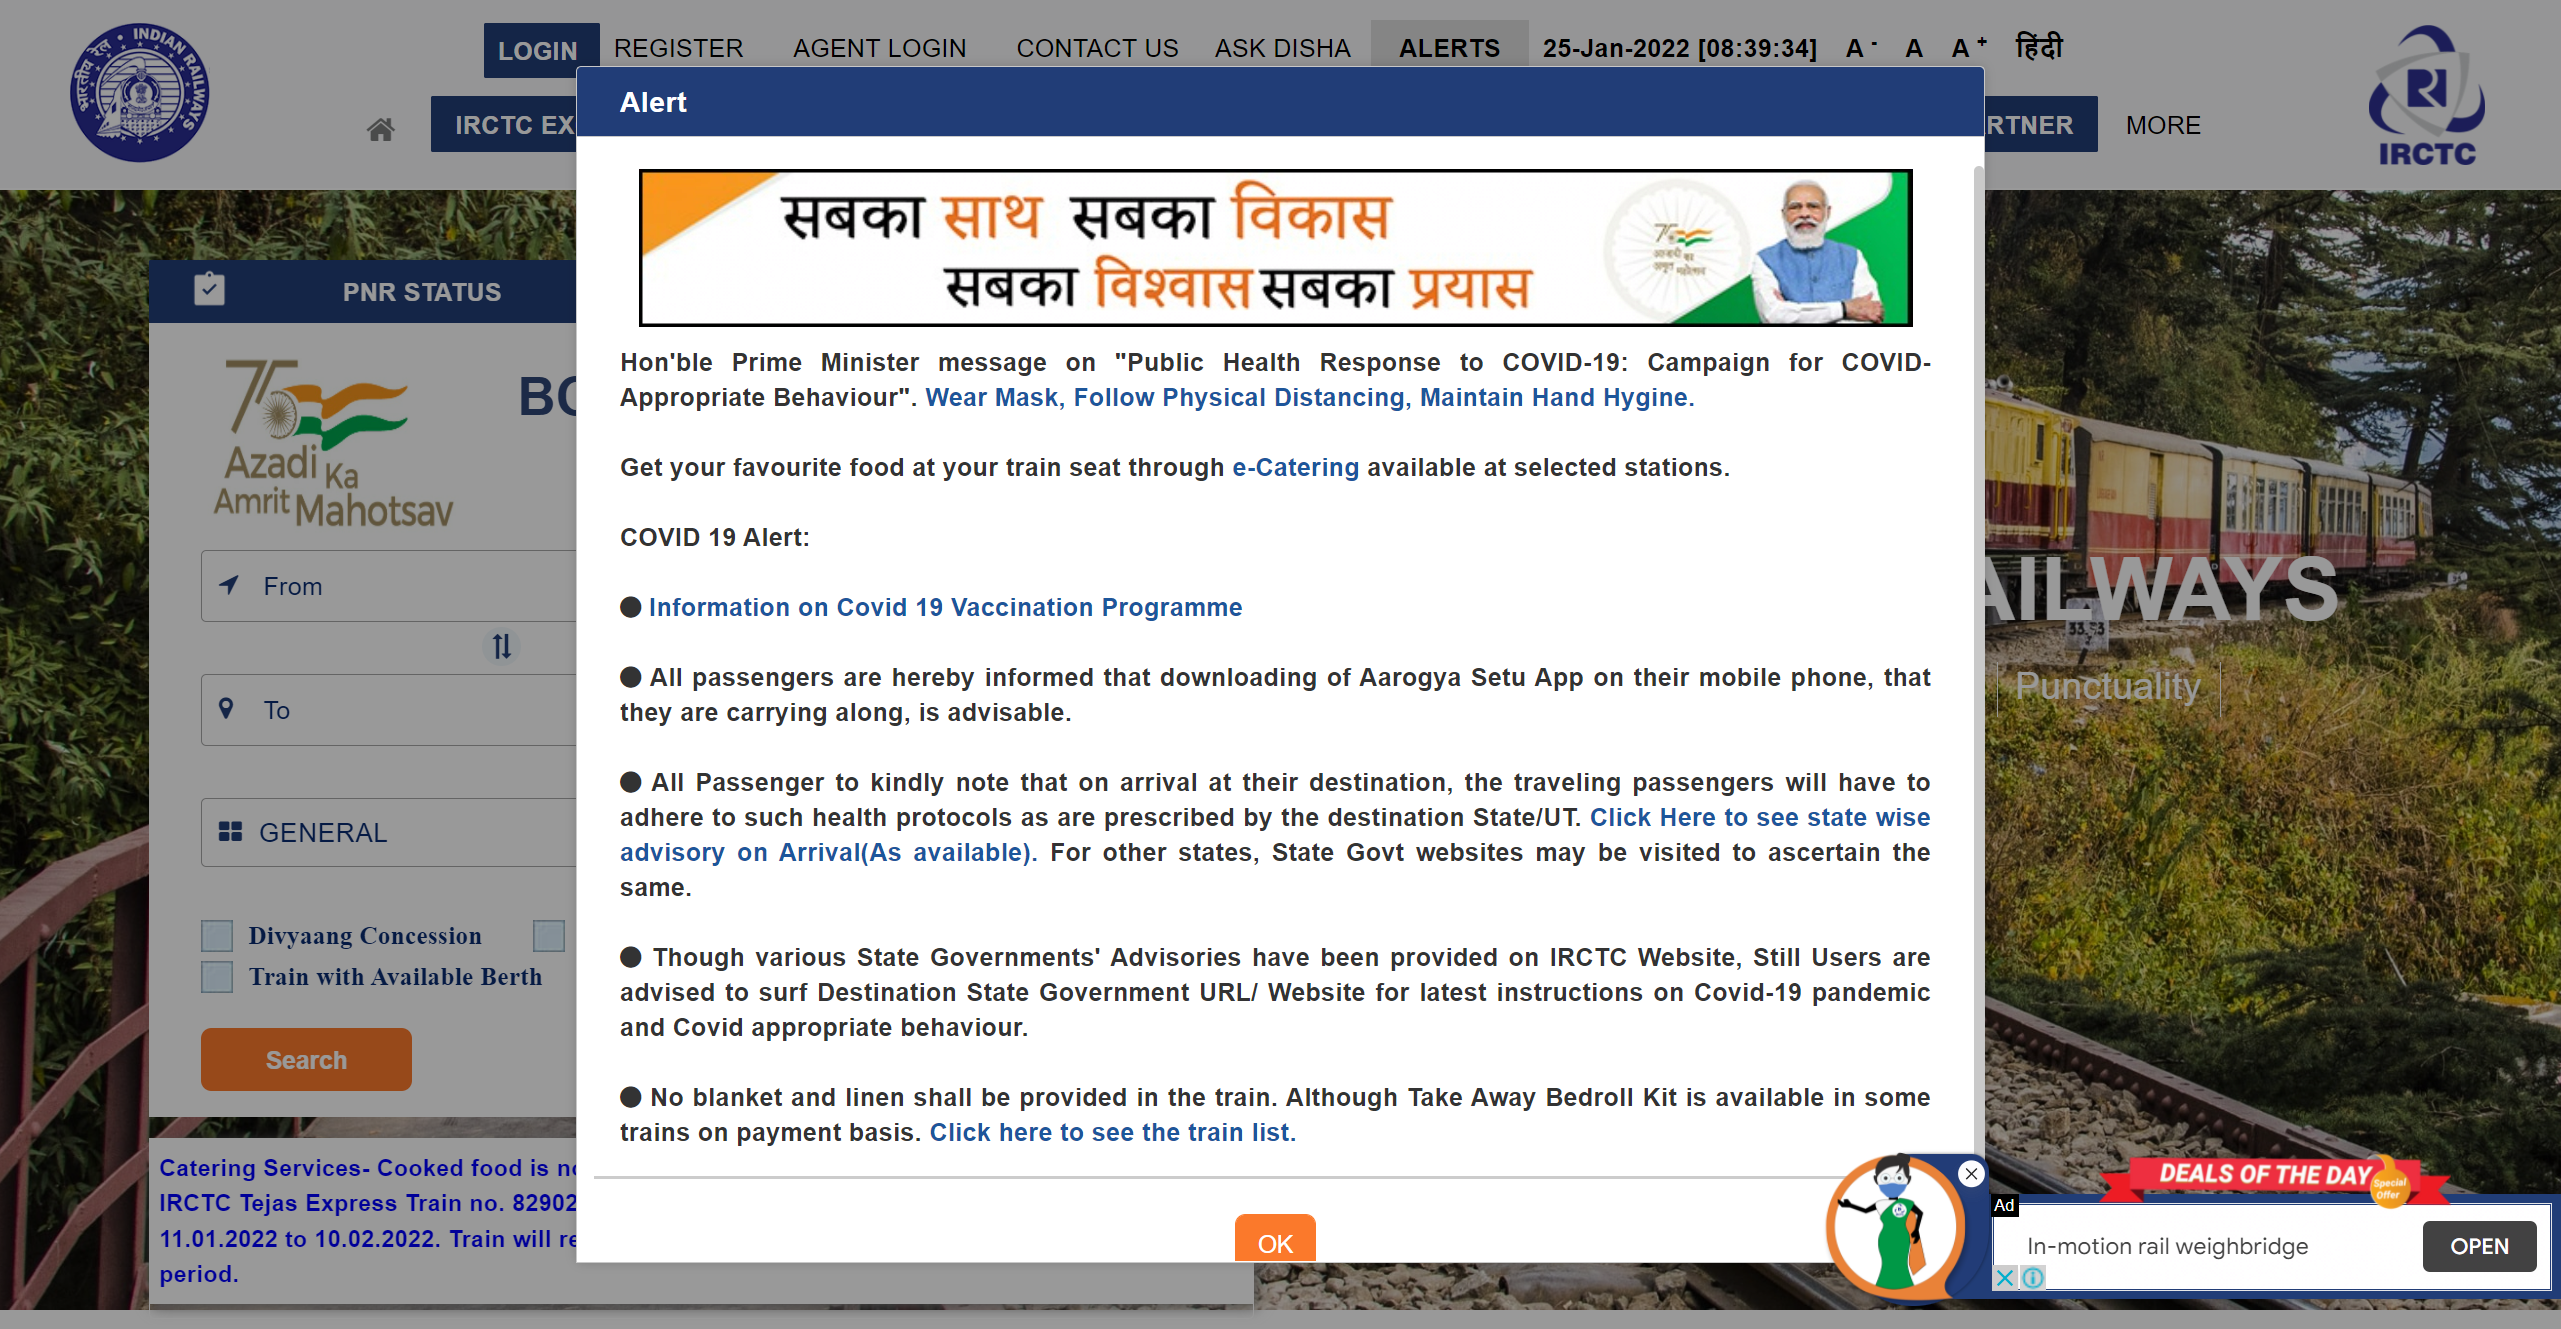 LOGIN
REGISTER
AGENT LOGIN
CONTACT US
ASK DISHA
ALERTS
25-Jan-2022 [08:39:34]
A -
A
A +
हिंदी
भारतीय रेल INDIAN RAILWAYS
IRCTC EX
RTNER
MORE
IRCTC
Alert
सबका साथ सबका विकास
सबका विश्वास सबका प्रयास
Hon'ble Prime Minister message on "Public Health Response to COVID-19: Campaign for COVID-
Appropriate Behaviour". Wear Mask, Follow Physical Distancing, Maintain Hand Hygine.
Get your favourite food at your train seat through e-Catering available at selected stations.
COVID 19 Alert:
● Information on Covid 19 Vaccination Programme
● All passengers are hereby informed that downloading of Aarogya Setu App on their mobile phone, that
they are carrying along, is advisable.
● All Passenger to kindly note that on arrival at their destination, the traveling passengers will have to
adhere to such health protocols as are prescribed by the destination State/UT. Click Here to see state wise
advisory on Arrival(As available). For other states, State Govt websites may be visited to ascertain the
same.
● Though various State Governments' Advisories have been provided on IRCTC Website, Still Users are
advised to surf Destination State Government URL/ Website for latest instructions on Covid-19 pandemic
and Covid appropriate behaviour.
● No blanket and linen shall be provided in the train. Although Take Away Bedroll Kit is available in some
trains on payment basis. Click here to see the train list.
OK
PNR STATUS
75
Azadi Ka
Amrit Mahotsav
BO
From
To
GENERAL
Divyaang Concession
Train with Available Berth
Search
Catering Services- Cooked food is no
IRCTC Tejas Express Train no. 82902
11.01.2022 to 10.02.2022. Train will re
period.
AILWAYS
Punctuality
DEALS OF THE DAY
Special
Offer
Ad
In-motion rail weighbridge
OPEN